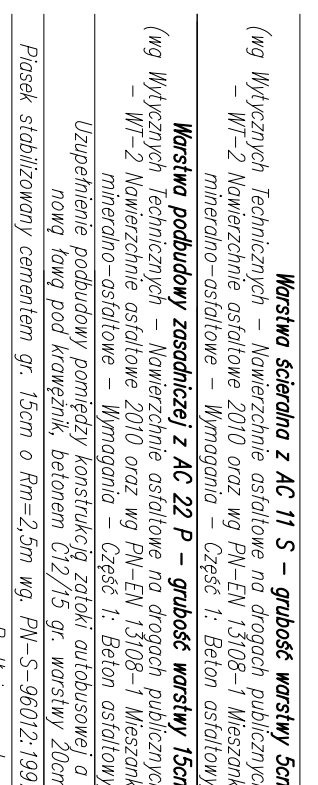 Warstwa ścieralna z AC 11 S – grubość warstwy 5cm
(wg Wytycznych Technicznych – Nawierzchnie asfaltowe na drogach publicznyc
– WT–2 Nawierzchnie asfaltowe 2010 oraz wg PN–EN 13108–1 Mieszank
mineralno–asfaltowe – Wymagania – Część 1: Beton asfaltowy
Warstwa podbudowy zasadniczej z AC 22 P – grubość warstwy 15cm
(wg Wytycznych Technicznych – Nawierzchnie asfaltowe na drogach publicznyc
– WT–2 Nawierzchnie asfaltowe 2010 oraz wg PN–EN 13108–1 Mieszank
mineralno–asfaltowe – Wymagania – Część 1: Beton asfaltowy
Uzupełnienie podbudowy pomiędzy konstrukcją zatoki autobusowej a
nową ławą pod krawężnik, betonem C12/15 gr. warstwy 20cm
Piasek stabilizowany cementem gr. 15cm o Rm=2,5m wg. PN–S–96012:199